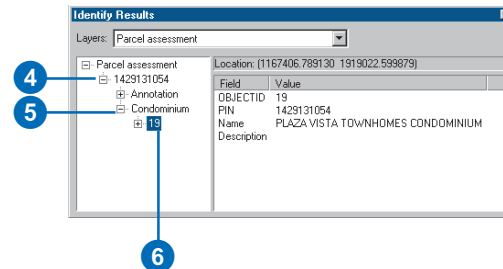 Identify Results
Layers: Parcel assessment
Parcel assessment
1429131054
Annotation
Condominium
19
Location: (1167406.789130 1919022.599879)
Field Value
OBJECTID 19
PIN 1429131054
Name PLAZA VISTA TOWNHOMES CONDOMINIUM
Description
4
5
6